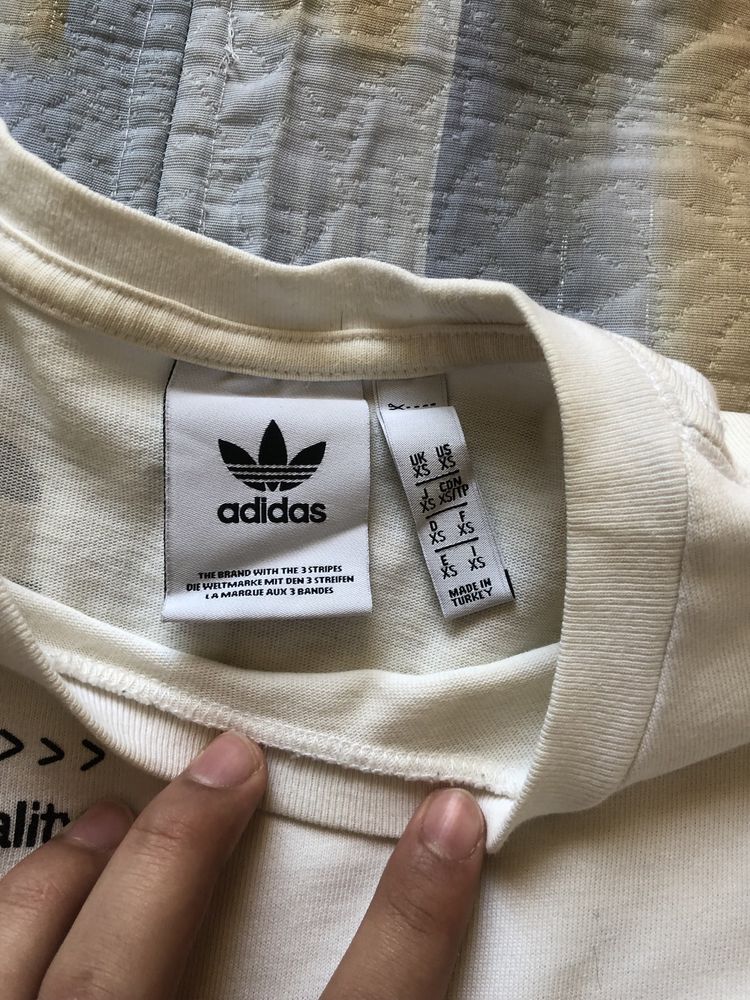 adidas
THE BRAND WITH THE 3 STRIPES
DIE WELTMARKE MIT DEN 3 STREIFEN
LA MARQUE AUX 3 BANDES
UK US
XS XS
J CDN
XS XS/TP
D F
XS XS
E I
XS XS
MADE IN
TURKEY
>>>
ality